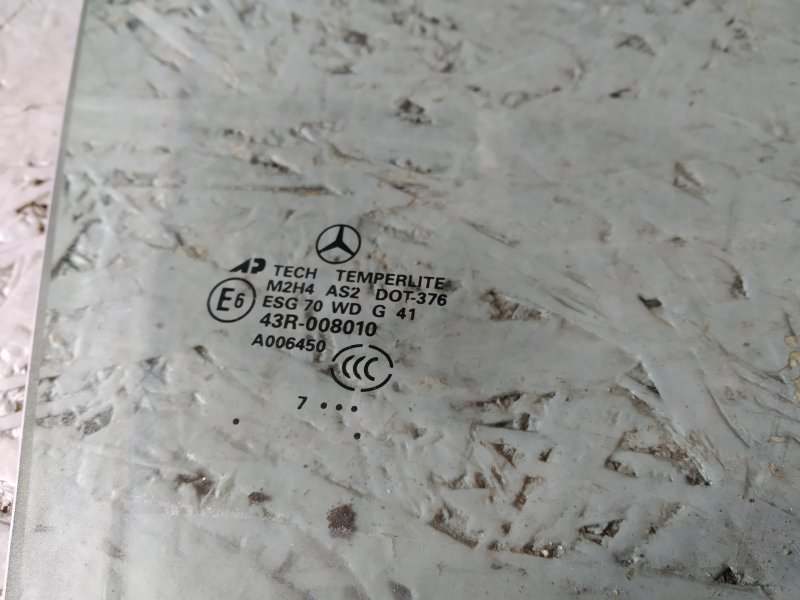 AP TECH TEMPERLITE
M2H4 AS2 DOT-376
E6 ESG 70 WD G 41
43R-008010
A006450
CCC
7 •••